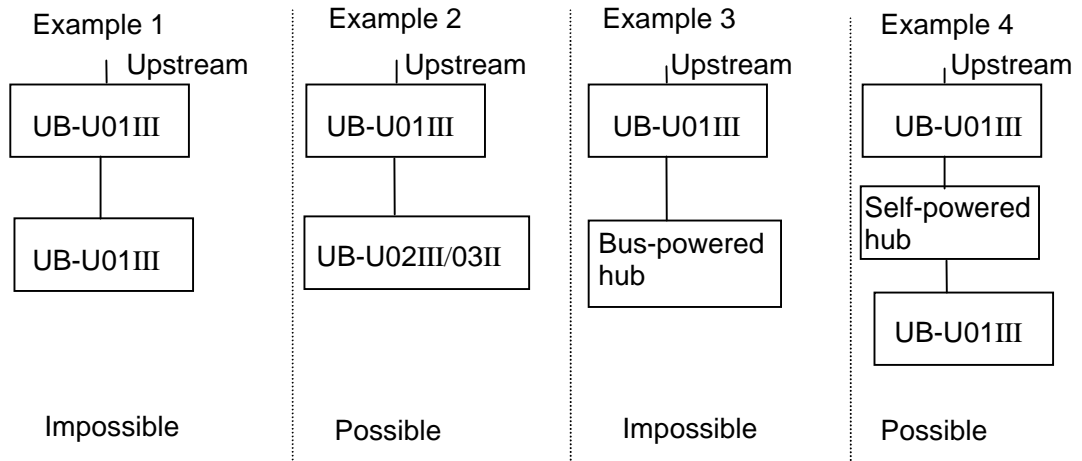 Example 1
Upstream
UB-U01III
UB-U01III
Impossible
Example 2
Upstream
UB-U01III
UB-U02III/03II
Possible
Example 3
Upstream
UB-U01III
Bus-powered
hub
Impossible
Example 4
Upstream
UB-U01III
Self-powered
hub
UB-U01III
Possible